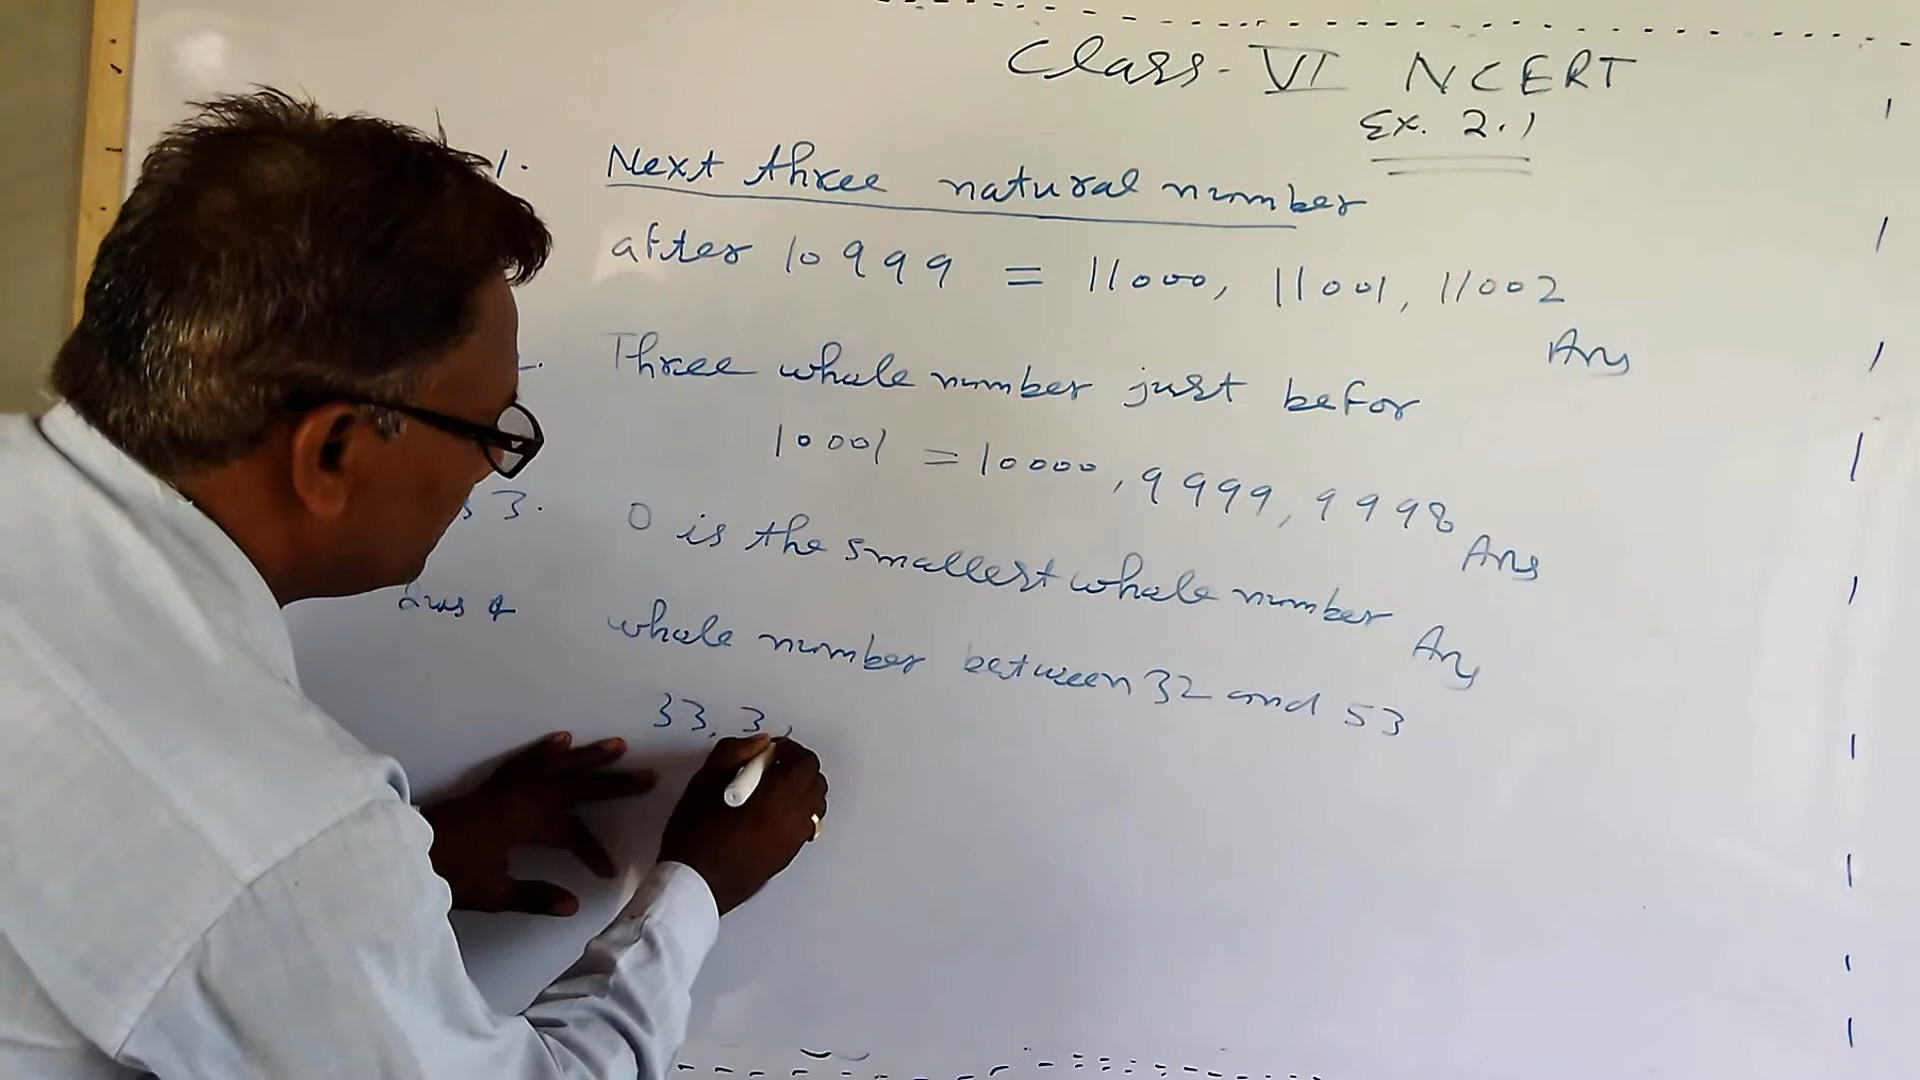 Class - VI NCERT
Ex. 2.1
1. Next three natural number
after 10999 = 11000, 11001, 11002
Ans
Three whole number just befor
10001 = 10000, 9999, 9998
Ans
3. 0 is the smallest whole number
Ans
Ans 4 whole number between 32 and 53
33, 3